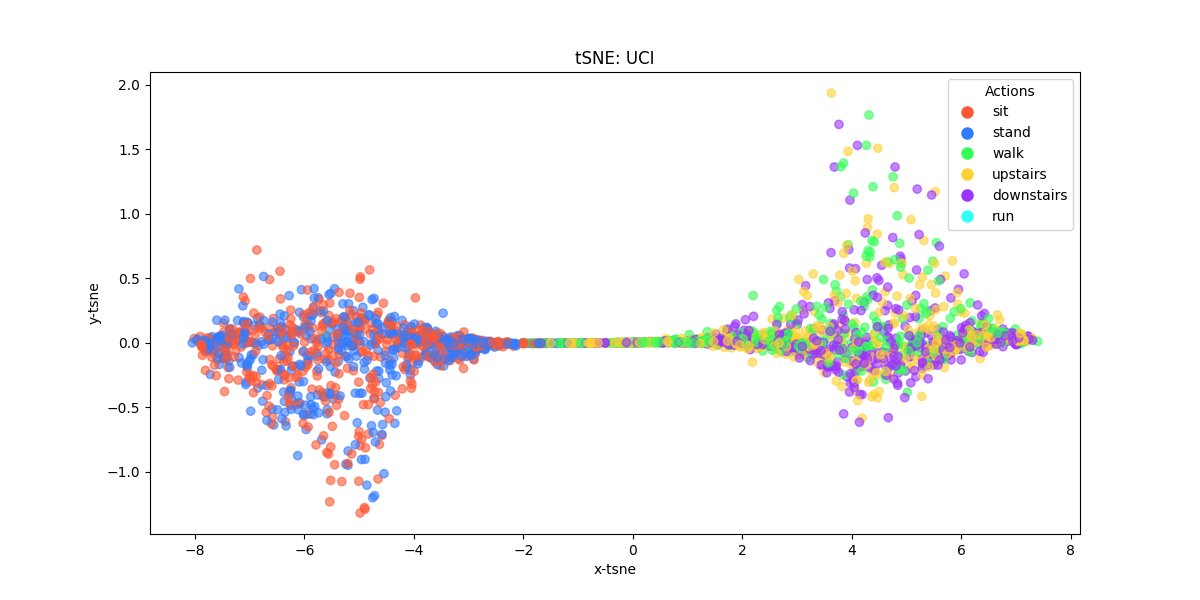 tSNE: UCI
2.0
1.5
1.0
0.5
0.0
−0.5
−1.0
y-tsne
Actions
sit
stand
walk
upstairs
downstairs
run
−8
−6
−4
−2
0
2
4
6
8
x-tsne